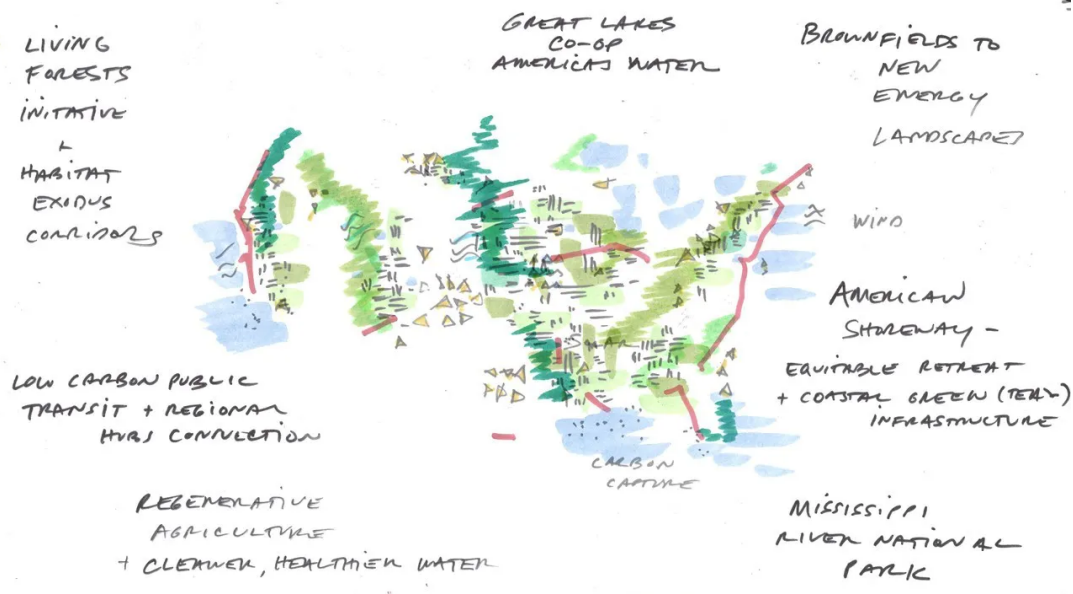 LIVING
FORESTS
INITATIVE
+
HABITAT
EXODUS
CORRIDORS
GREAT LAKES
CO-OP
AMERICAS WATER
BROWNFIELDS TO
NEW
ENERGY
LANDSCAPES
WIND
AMERICAN
SHOREWAY -
EQUITABLE RETREAT
+ COASTAL GREEN (TEAL)
INFRASTRUCTURE
SOLAR
LOW CARBON PUBLIC
TRANSIT + REGIONAL
HUBS CONNECTION
CARBON
CAPTURE
REGENERATIVE
AGRICULTURE
+ CLEANER, HEALTHIER WATER
MISSISSIPPI
RIVER NATIONAL
PARK